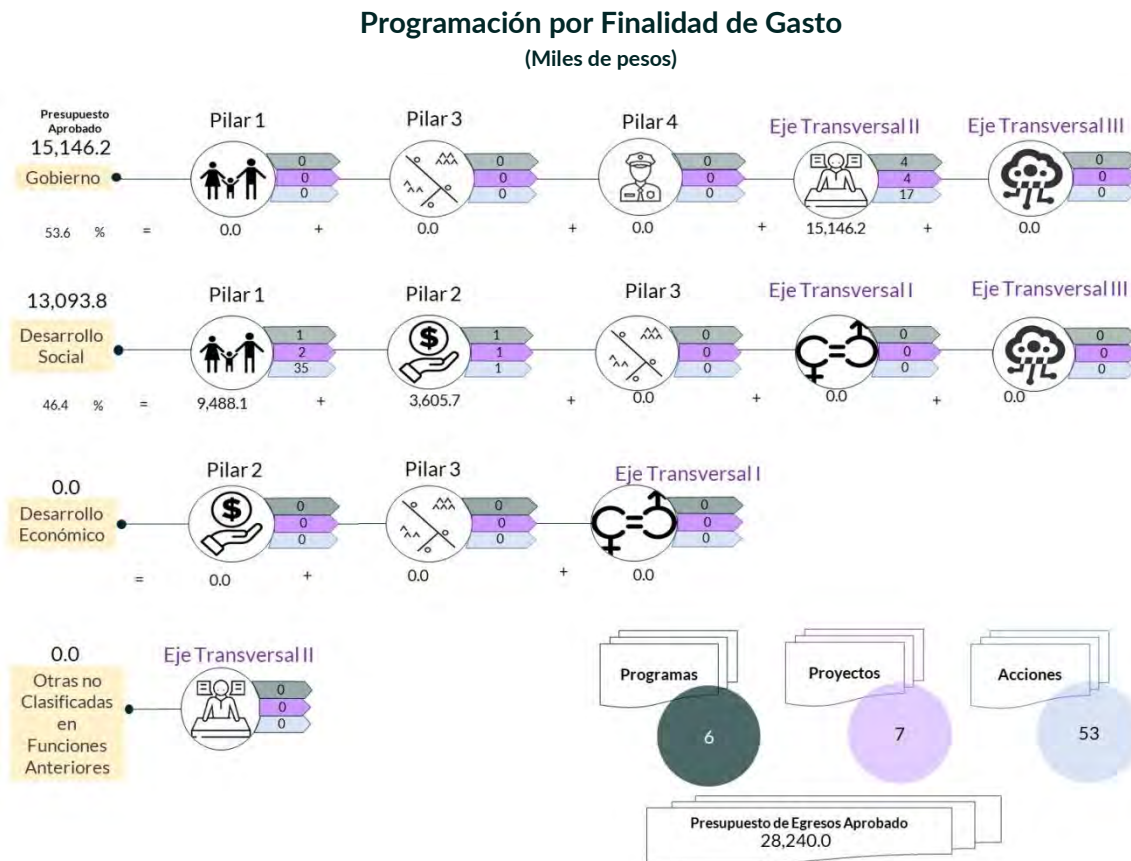 Programación por Finalidad de Gasto
(Miles de pesos)
Presupuesto
Aprobado
15,146.2
Gobierno
Pilar 1
0
0
0
Pilar 3
0
0
0
Pilar 4
0
0
0
Eje Transversal II
4
4
17
Eje Transversal III
0
0
0
53.6 % = 0.0 + 0.0 + 0.0 + 15,146.2 + 0.0
13,093.8
Desarrollo
Social
Pilar 1
1
2
35
Pilar 2
$
1
1
1
Pilar 3
0
0
0
Eje Transversal I
0
0
0
Eje Transversal III
0
0
0
46.4 % = 9,488.1 + 3,605.7 + 0.0 + 0.0 + 0.0
0.0
Desarrollo
Económico
Pilar 2
$
0
0
0
Pilar 3
0
0
0
Eje Transversal I
0
0
0
= 0.0 + 0.0 + 0.0
0.0
Otras no
Clasificadas
en
Funciones
Anteriores
Eje Transversal II
0
0
0
Programas
6
Proyectos
7
Acciones
53
Presupuesto de Egresos Aprobado
28,240.0